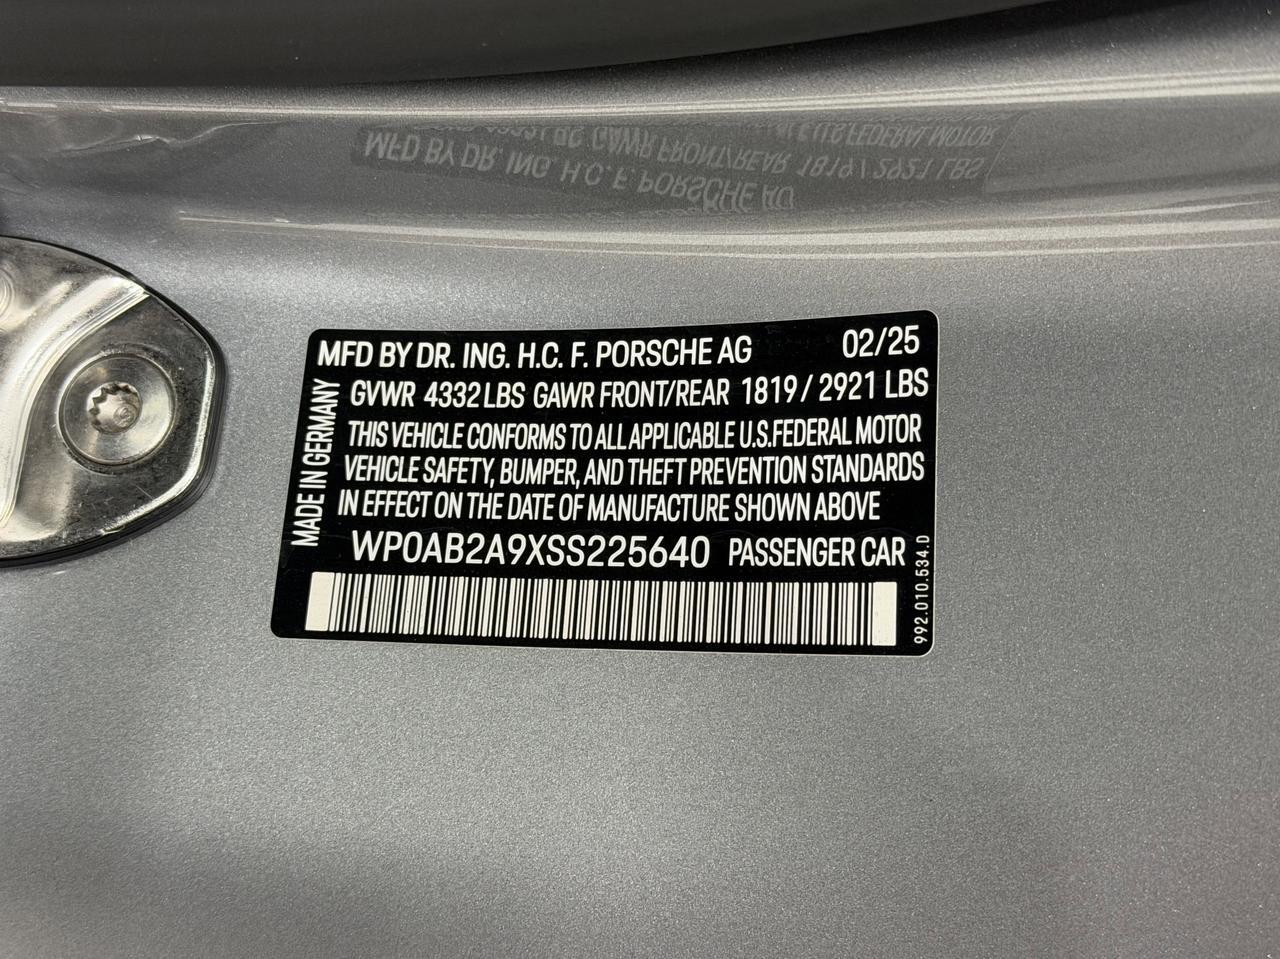 MFD BY DR. ING. H.C. F. PORSCHE AG 02/25
GVWR 4332 LBS GAWR FRONT/REAR 1819 / 2921 LBS
THIS VEHICLE CONFORMS TO ALL APPLICABLE U.S.FEDERAL MOTOR
VEHICLE SAFETY, BUMPER, AND THEFT PREVENTION STANDARDS
IN EFFECT ON THE DATE OF MANUFACTURE SHOWN ABOVE
WP0AB2A9XSS225640 PASSENGER CAR
MADE IN GERMANY
992.010.534.D